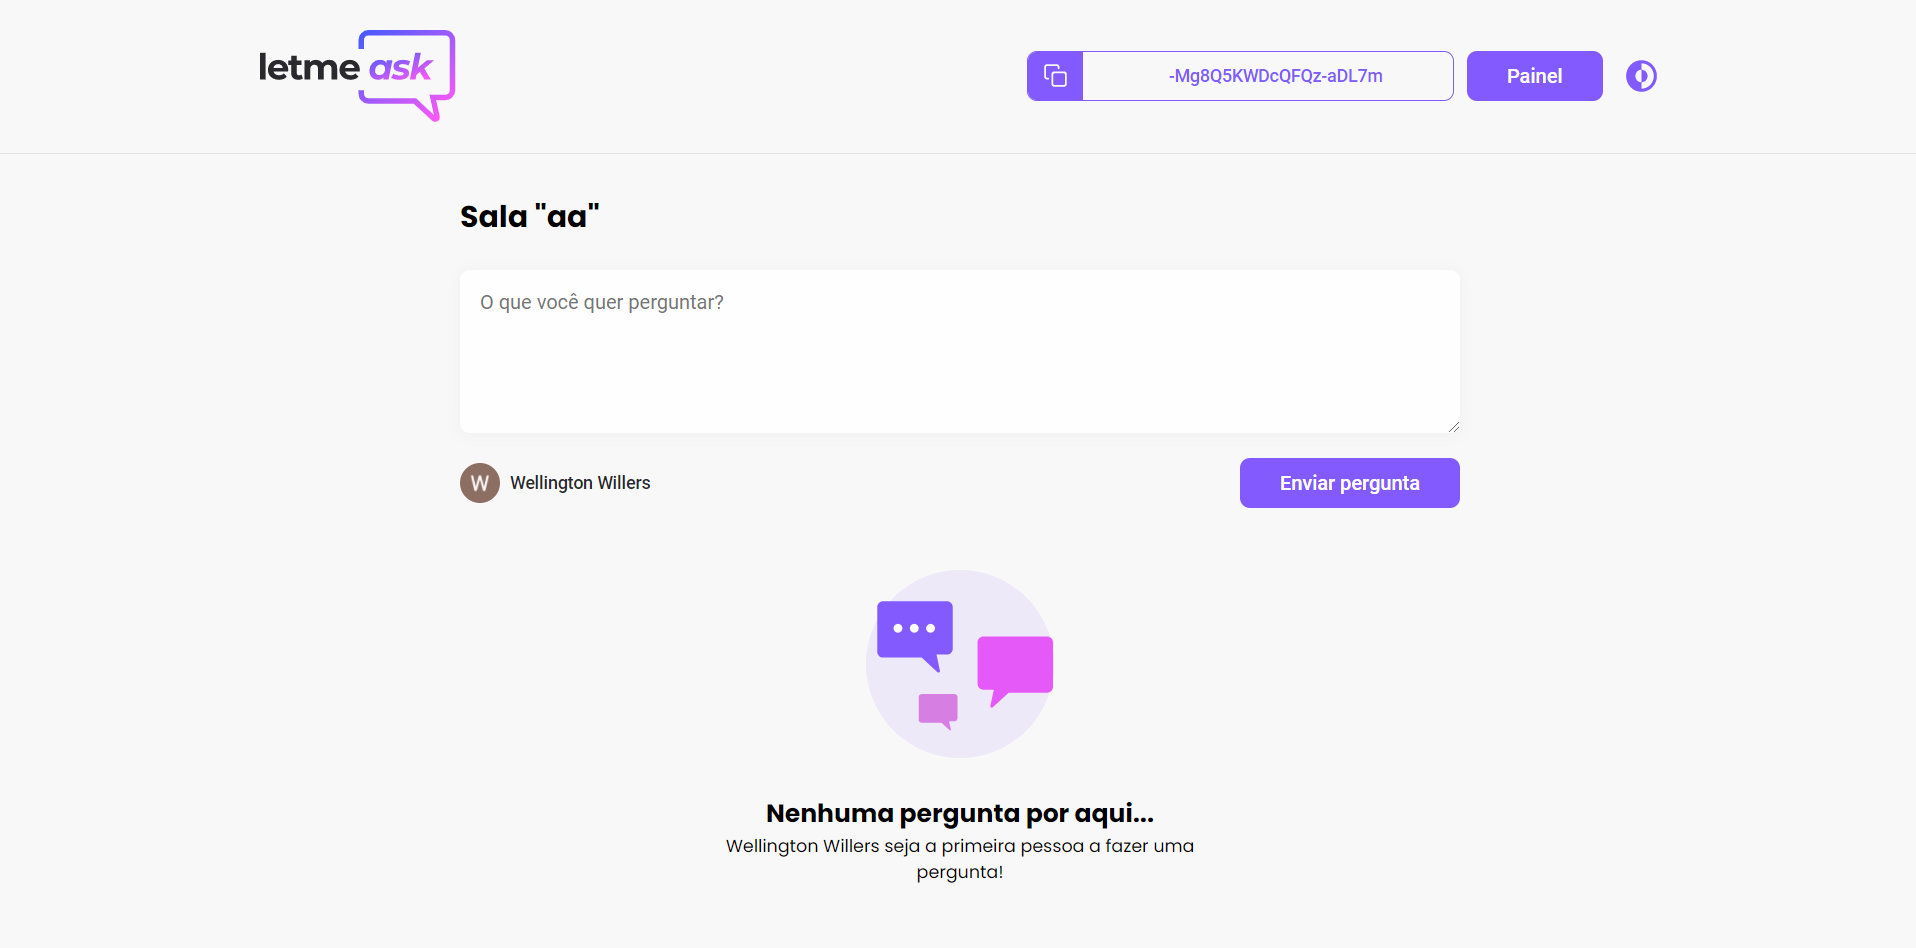 letme ask
-Mg8Q5KWDcQFQz-aDL7m
Painel
Sala "aa"
O que você quer perguntar?
W
Wellington Willers
Enviar pergunta
Nenhuma pergunta por aqui...
Wellington Willers seja a primeira pessoa a fazer uma
pergunta!